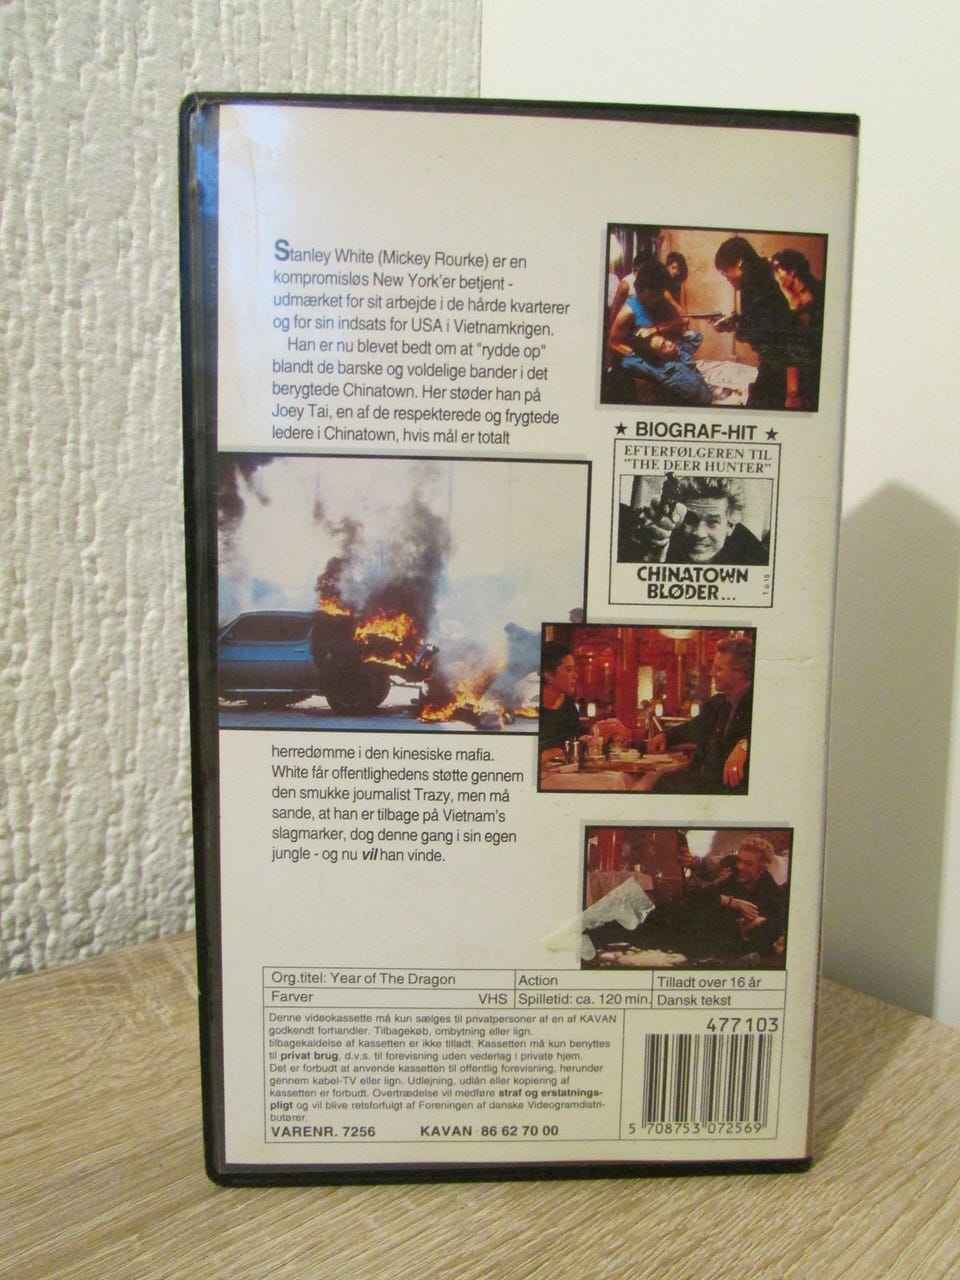 Stanley White (Mickey Rourke) er en
kompromisløs New York'er betjent -
udmærket for sit arbejde i de hårde kvarterer
og for sin indsats for USA i Vietnamkrigen.
Han er nu blevet bedt om at "rydde op"
blandt de barske og voldelige bander i det
berygtede Chinatown. Her støder han på
Joey Tai, en af de respekterede og frygtede
ledere i Chinatown, hvis mål er totalt
★ BIOGRAF-HIT ★
EFTERFØLGEREN TIL
"THE DEER HUNTER"
CHINATOWN
BLØDER...
herredømme i den kinesiske mafia.
White får offentlighedens støtte gennem
den smukke journalist Trazy, men må
sande, at han er tilbage på Vietnam's
slagmarker, dog denne gang i sin egen
jungle - og nu vil han vinde.
Org.titel: Year of The Dragon
Action
Tilladt over 16 år
Farver VHS
Spilletid: ca. 120 min.
Dansk tekst
Denne videokassette må kun sælges til privatpersoner af en af KAVAN
godkendt forhandler. Tilbagekøb, ombytning eller lign.
tilbagekaldelse af kassetten er ikke tilladt. Kassetten må kun benyttes
til privat brug, d.v.s. til forevisning uden vederlag i private hjem.
Det er forbudt at anvende kassetten til offentlig forevisning, herunder
gennem kabel-TV eller lign. Udlejning, udlån eller kopiering af
kassetten er forbudt. Overtrædelse vil medføre straf og erstatnings-
pligt og vil blive retsforfulgt af Foreningen af danske Videogramdistri-
butører.
VARENR. 7256 KAVAN 86 62 70 00
477103
5 708753 072569